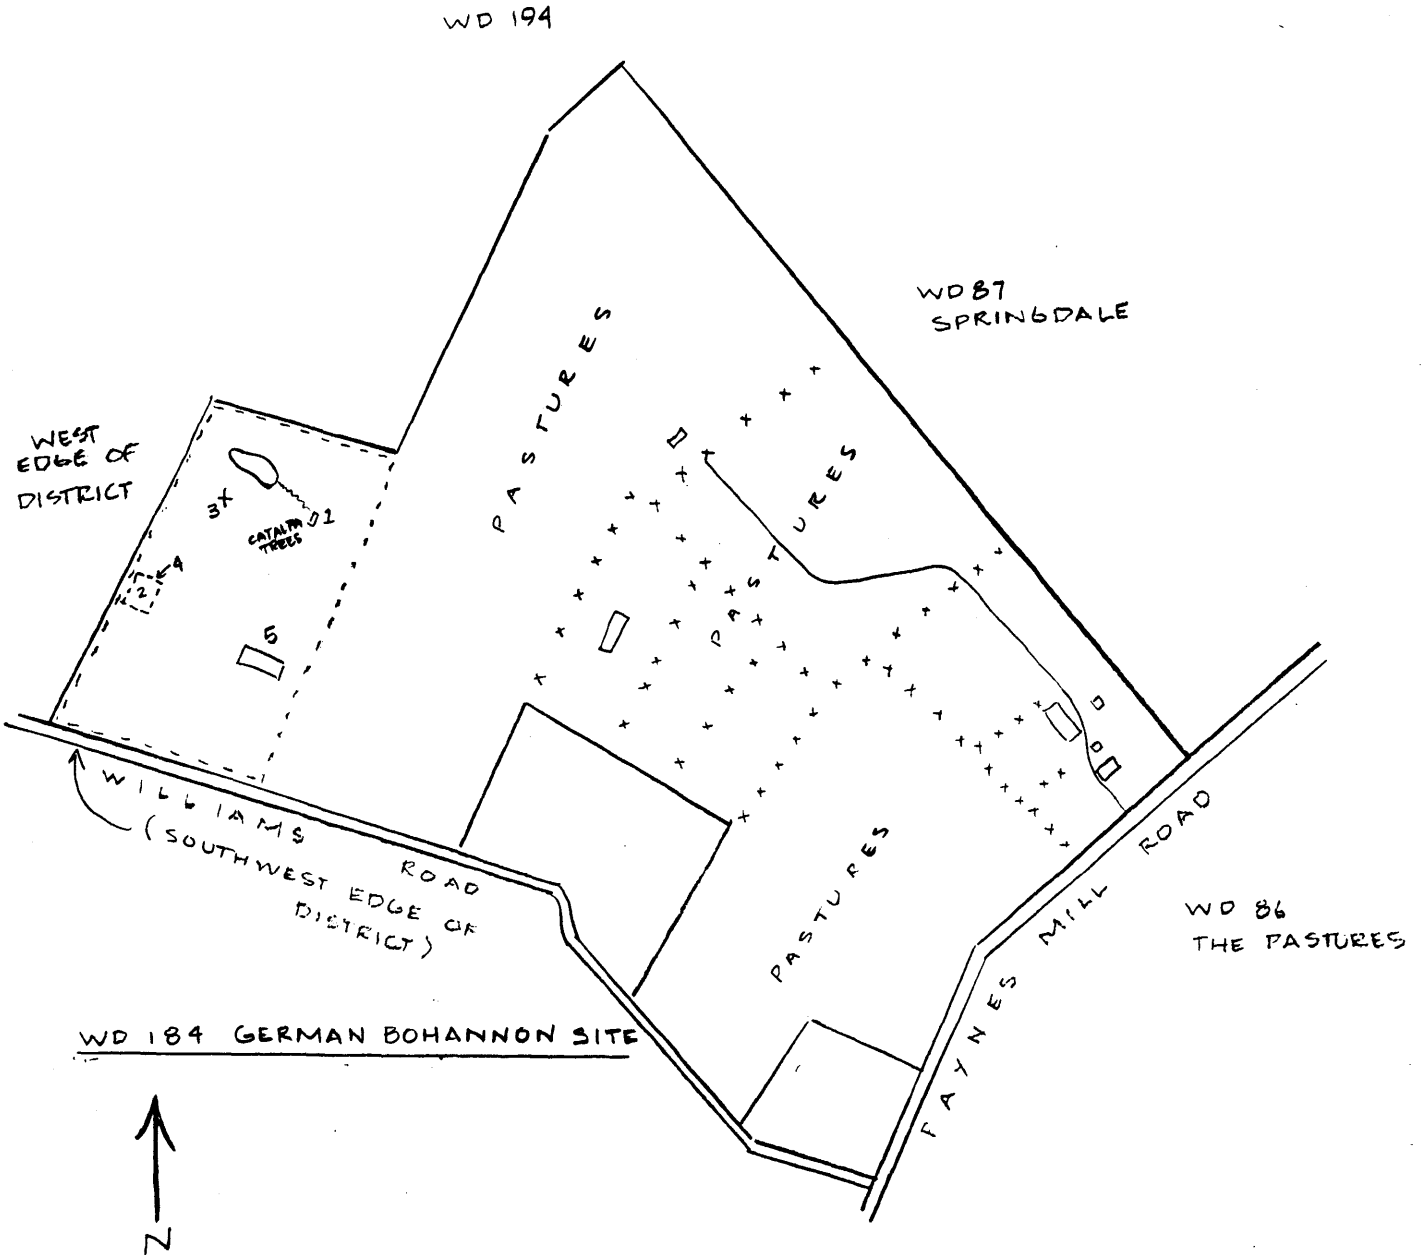 WD 194
WD 87
SPRINGDALE
PASTURES
PASTURES
WEST
EDGE OF
DISTRICT
3
1
CATALPA
TREES
4
2
5
WILLIAMS ROAD
(SOUTHWEST EDGE OF
DISTRICT)
PASTURES
FAYNES MILL ROAD
WD 86
THE PASTURES
WD 184 GERMAN BOHANNON SITE
N